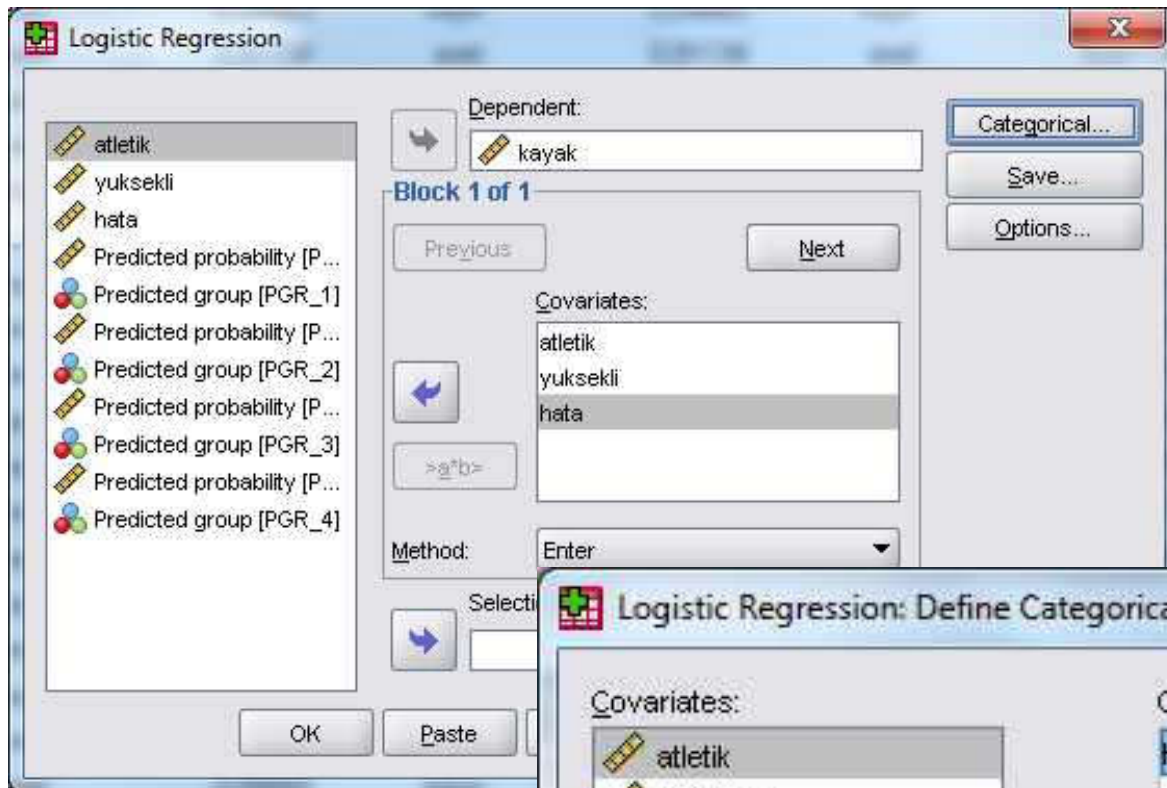 Logistic Regression
atletik
yuksekli
hata
Predicted probability [P...
Predicted group [PGR_1]
Predicted probability [P...
Predicted group [PGR_2]
Predicted probability [P...
Predicted group [PGR_3]
Predicted probability [P...
Predicted group [PGR_4]
Dependent:
kayak
Block 1 of 1
Previous
Next
Covariates:
atletik
yuksekli
hata
>a*b>
Method:
Enter
Selecti
Categorical...
Save...
Options...
OK
Paste
Logistic Regression: Define Categorica
Covariates:
atletik